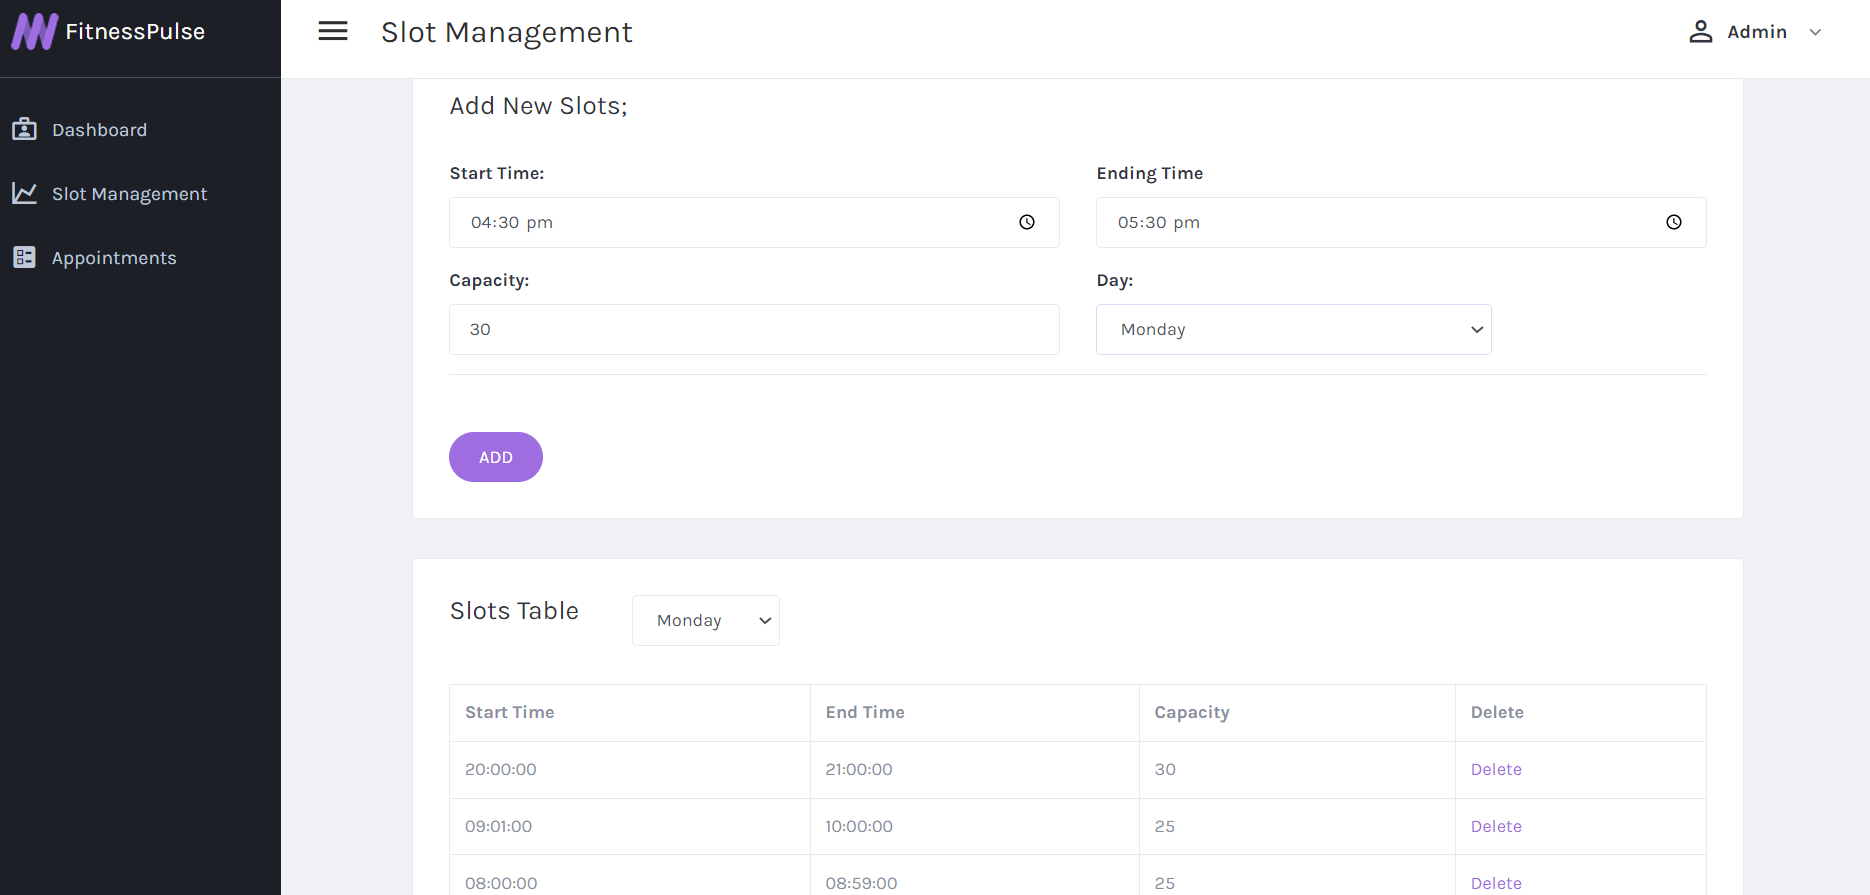 FitnessPulse
Slot Management
Admin
Dashboard
Slot Management
Appointments
Add New Slots;
Start Time:
Ending Time
04:30 pm
05:30 pm
Capacity:
Day:
30
Monday
ADD
Slots Table
Monday
Start Time End Time Capacity Delete
20:00:00 21:00:00 30 Delete
09:01:00 10:00:00 25 Delete
08:00:00 08:59:00 25 Delete